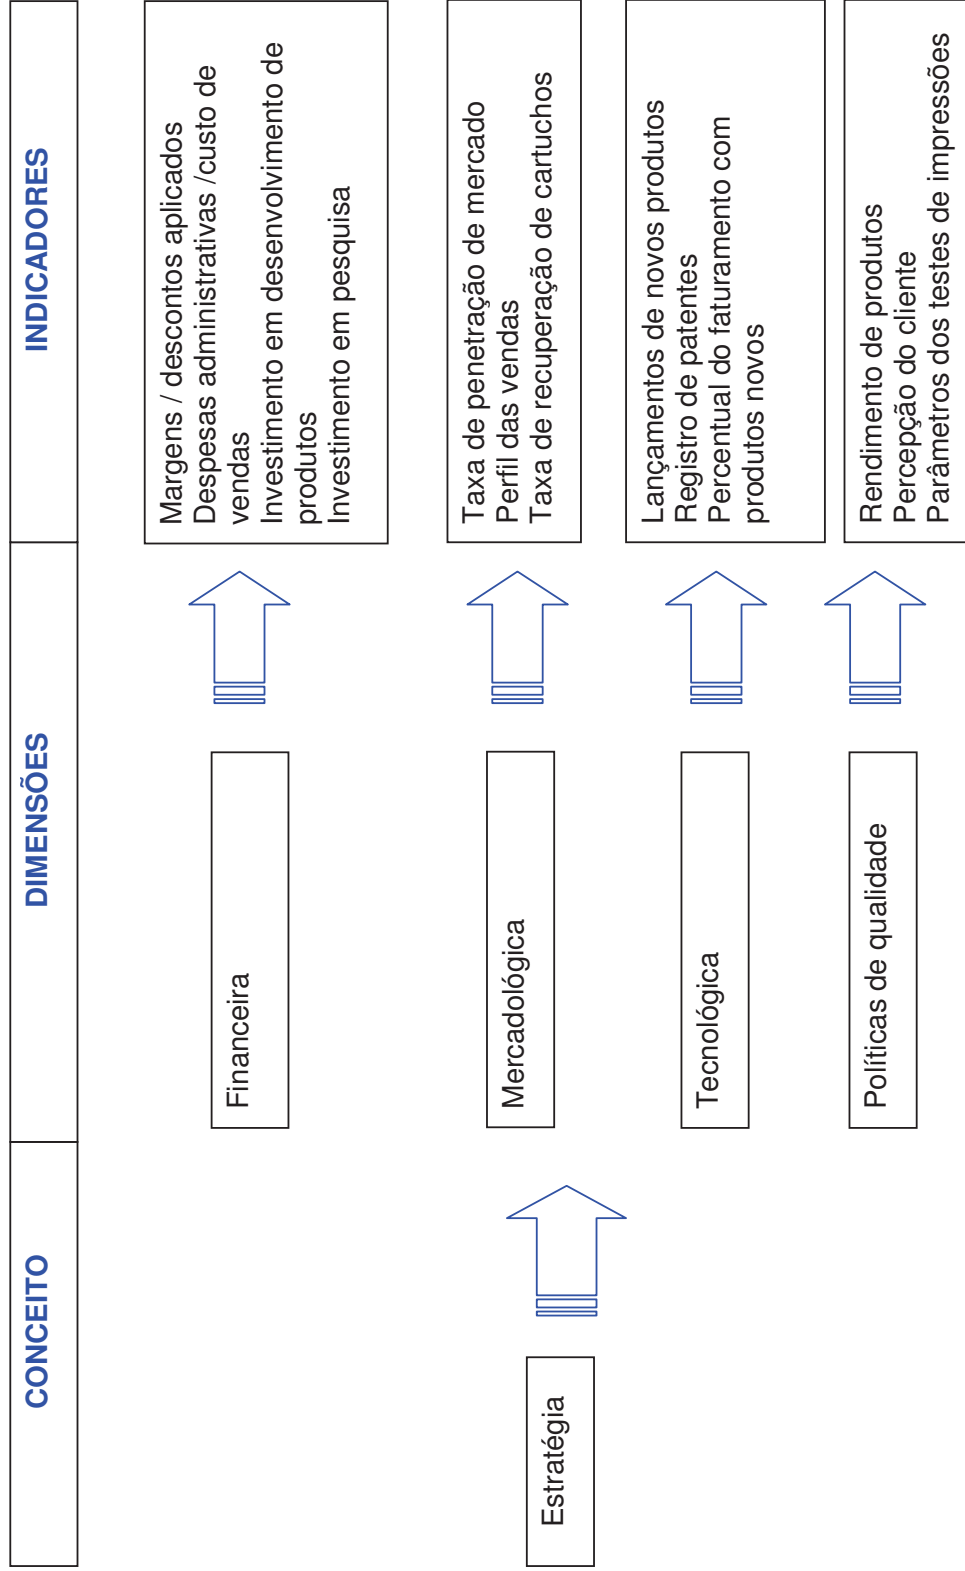 CONCEITO
DIMENSÕES
INDICADORES
Estratégia
Financeira
Margens / descontos aplicados
Despesas administrativas /custo de
vendas
Investimento em desenvolvimento de
produtos
Investimento em pesquisa
Mercadológica
Taxa de penetração de mercado
Perfil das vendas
Taxa de recuperação de cartuchos
Tecnológica
Lançamentos de novos produtos
Registro de patentes
Percentual do faturamento com
produtos novos
Políticas de qualidade
Rendimento de produtos
Percepção do cliente
Parâmetros dos testes de impressões